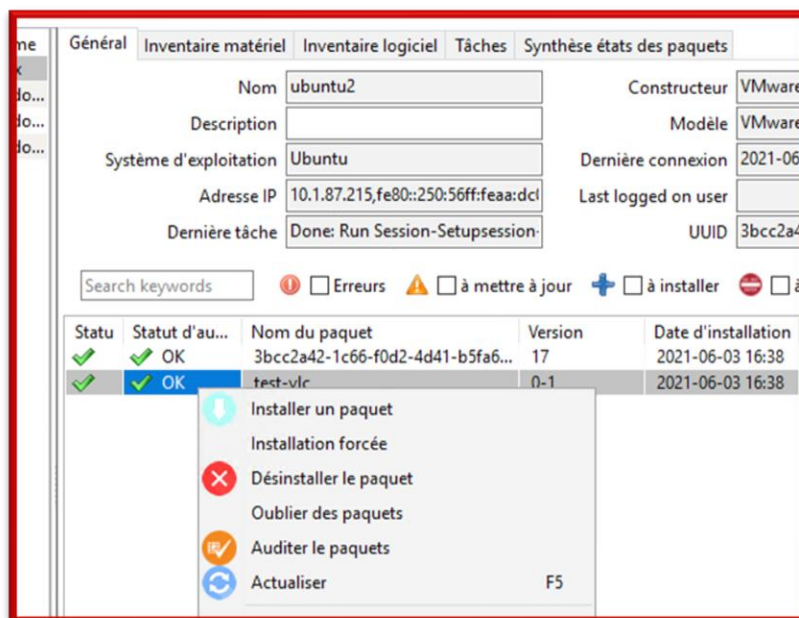 me Général Inventaire matériel Inventaire logiciel Tâches Synthèse états des paquets
x
do...
do...
do...
Nom ubuntu2 Constructeur VMware
Description Modèle VMware
Système d'exploitation Ubuntu Dernière connexion 2021-06
Adresse IP 10.1.87.215,fe80::250:56ff:feaa:dc Last logged on user
Dernière tâche Done: Run Session-Setupsession- UUID 3bcc2a4
Search keywords Erreurs à mettre à jour à installer à
Statu Statut d'au... Nom du paquet Version Date d'installation
OK 3bcc2a42-1c66-f0d2-4d41-b5fa6... 17 2021-06-03 16:38
OK test-vlc 0-1 2021-06-03 16:38
Installer un paquet
Installation forcée
Désinstaller le paquet
Oublier des paquets
Auditer le paquets
Actualiser F5